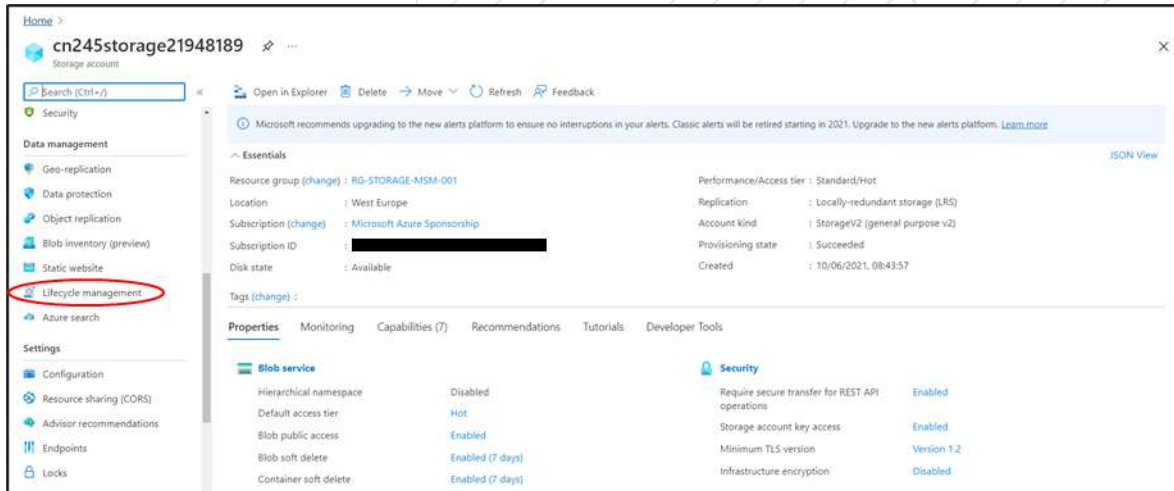 Home >
cn245storage21948189 ...
Storage account
Search (Ctrl+/) «
Security
Data management
Geo-replication
Data protection
Object replication
Blob inventory (preview)
Static website
Lifecycle management
Azure search
Settings
Configuration
Resource sharing (CORS)
Advisor recommendations
Endpoints
Locks
Open in Explorer Delete Move Refresh Feedback
Microsoft recommends upgrading to the new alerts platform to ensure no interruptions in your alerts. Classic alerts will be retired starting in 2021. Upgrade to the new alerts platform. Learn more
Essentials JSON View
Resource group (change) : RG-STORAGE-MSM-001
Location : West Europe
Subscription (change) : Microsoft Azure Sponsorship
Subscription ID :
Disk state : Available
Performance/Access tier : Standard/Hot
Replication : Locally-redundant storage (LRS)
Account kind : StorageV2 (general purpose v2)
Provisioning state : Succeeded
Created : 10/06/2021, 08:43:57
Tags (change) :
Properties Monitoring Capabilities (7) Recommendations Tutorials Developer Tools
Blob service
Hierarchical namespace Disabled
Default access tier Hot
Blob public access Enabled
Blob soft delete Enabled (7 days)
Container soft delete Enabled (7 days)
Security
Require secure transfer for REST API Enabled
operations
Storage account key access Enabled
Minimum TLS version Version 1.2
Infrastructure encryption Disabled